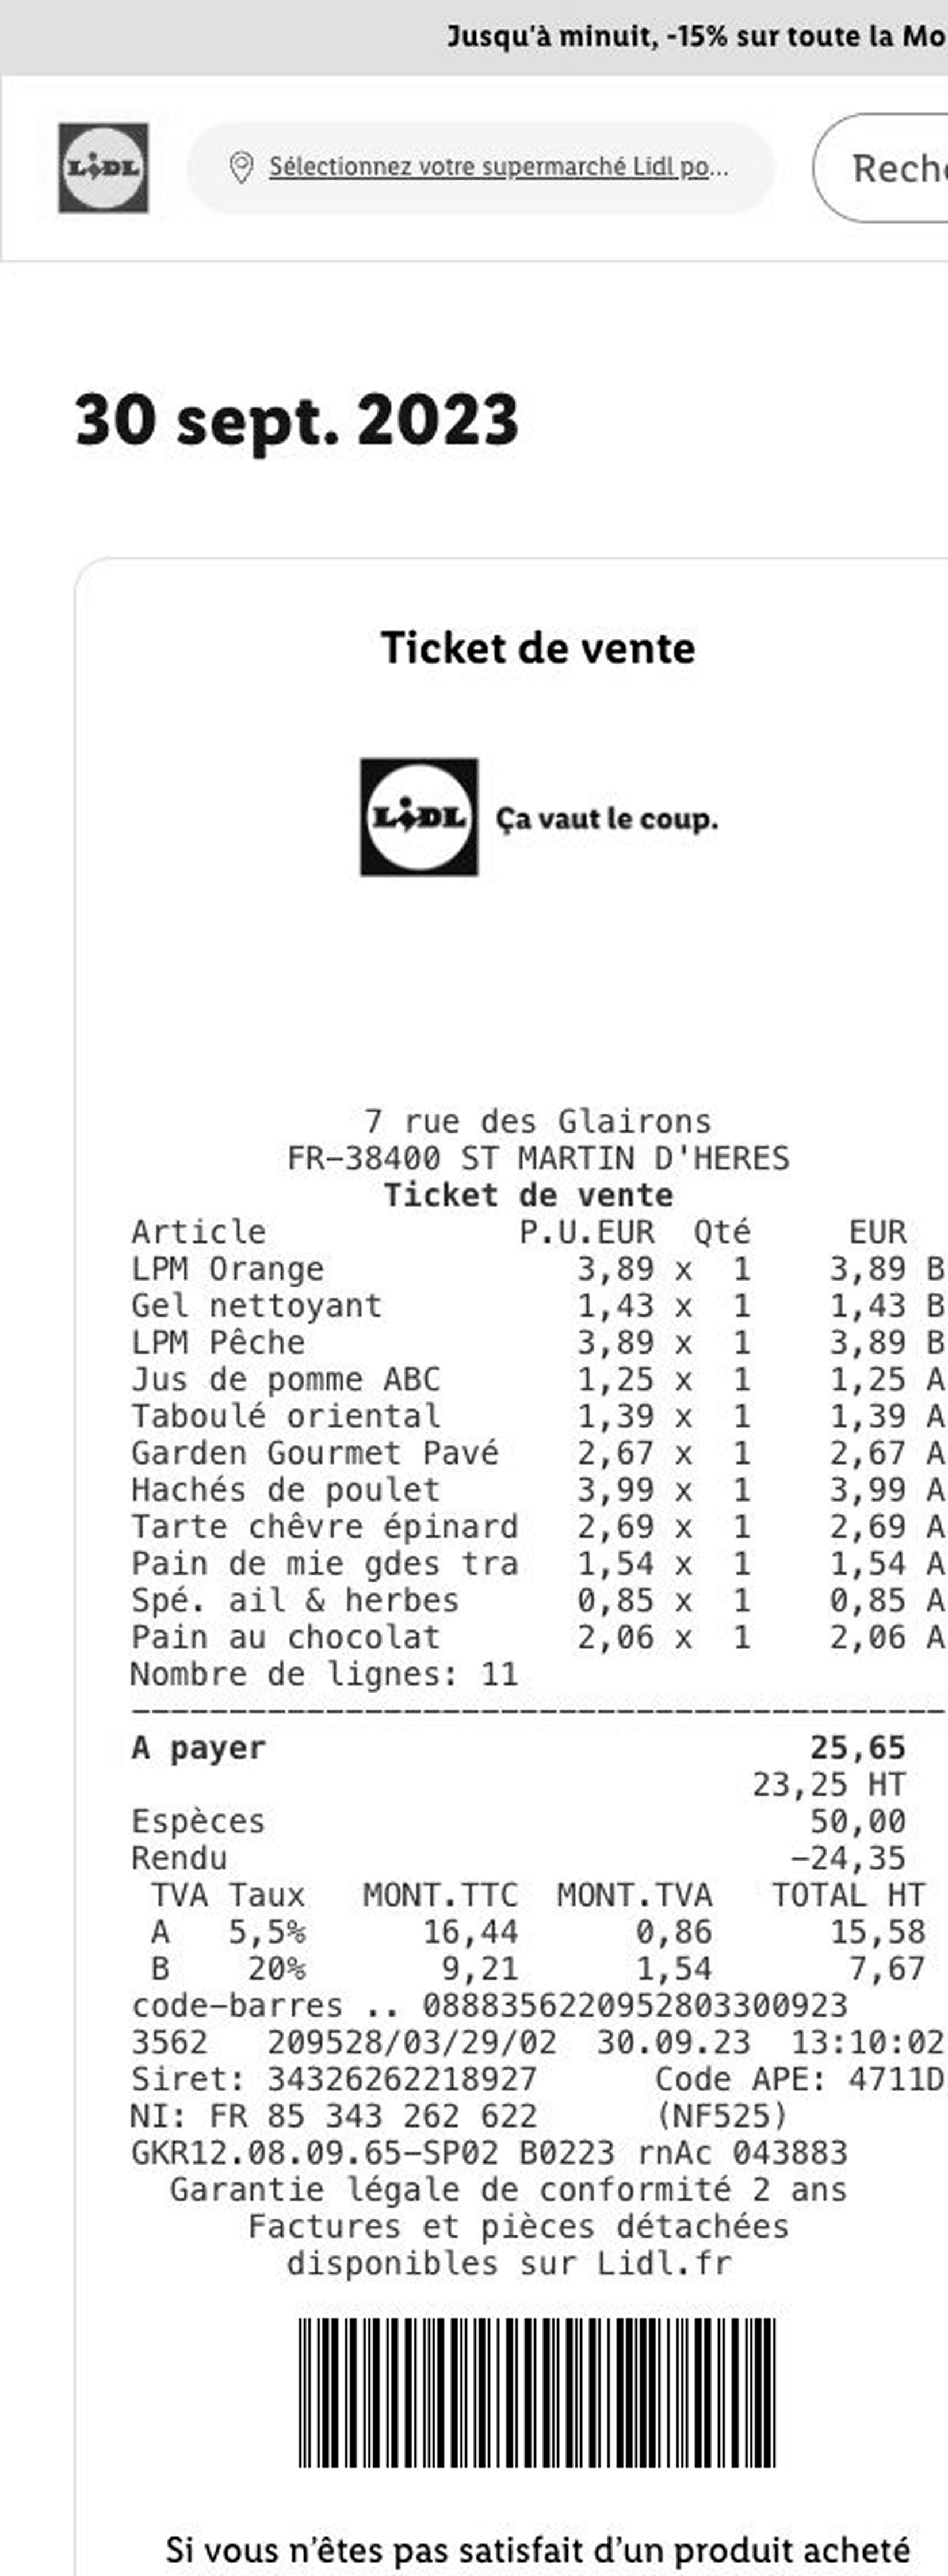 Jusqu'à minuit, -15% sur toute la Mo
LiDL
Sélectionnez votre supermarché Lidl po...
Rech
30 sept. 2023
Ticket de vente
LiDL Ça vaut le coup.
7 rue des Glairons
FR-38400 ST MARTIN D'HERES
Ticket de vente
Article P.U.EUR Qté EUR
LPM Orange 3,89 x 1 3,89 B
Gel nettoyant 1,43 x 1 1,43 B
LPM Pêche 3,89 x 1 3,89 B
Jus de pomme ABC 1,25 x 1 1,25 A
Taboulé oriental 1,39 x 1 1,39 A
Garden Gourmet Pavé 2,67 x 1 2,67 A
Hachés de poulet 3,99 x 1 3,99 A
Tarte chêvre épinard 2,69 x 1 2,69 A
Pain de mie gdes tra 1,54 x 1 1,54 A
Spé. ail & herbes 0,85 x 1 0,85 A
Pain au chocolat 2,06 x 1 2,06 A
Nombre de lignes: 11
------------------------------------------
A payer 25,65
23,25 HT
Espèces 50,00
Rendu -24,35
TVA Taux MONT.TTC MONT.TVA TOTAL HT
A 5,5% 16,44 0,86 15,58
B 20% 9,21 1,54 7,67
code-barres .. 0888356220952803300923
3562 209528/03/29/02 30.09.23 13:10:02
Siret: 34326262218927 Code APE: 4711D
NI: FR 85 343 262 622 (NF525)
GKR12.08.09.65-SP02 B0223 rnAc 043883
Garantie légale de conformité 2 ans
Factures et pièces détachées
disponibles sur Lidl.fr
Si vous n'êtes pas satisfait d'un produit acheté